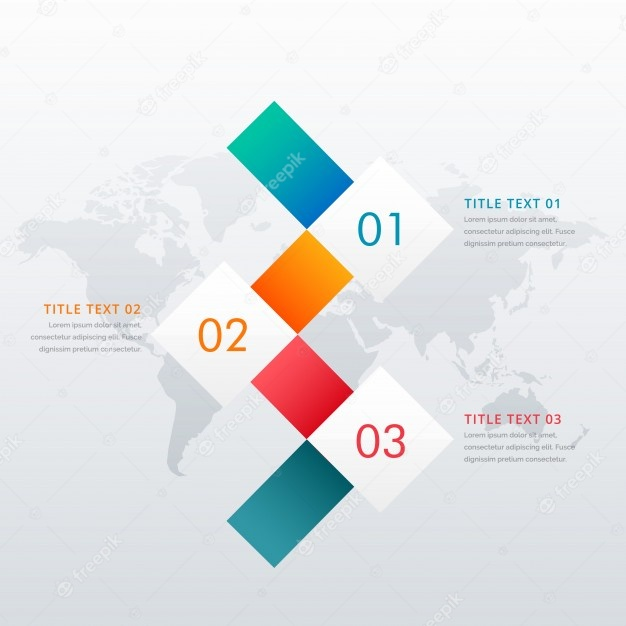 01
TITLE TEXT 01
Lorem ipsum dolor sit amet,
consectetur adipiscing elit. Fusce
dignissim pretium consectetur.
TITLE TEXT 02
Lorem ipsum dolor sit amet,
consectetur adipiscing elit. Fusce
dignissim pretium consectetur.
02
03
TITLE TEXT 03
Lorem ipsum dolor sit amet,
consectetur adipiscing elit. Fusce
dignissim pretium consectetur.
freepik